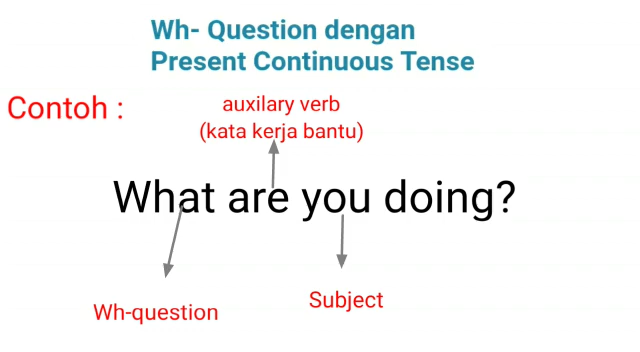 Wh- Question dengan
Present Continuous Tense
Contoh :
auxilary verb
(kata kerja bantu)
What are you doing?
Wh-question
Subject